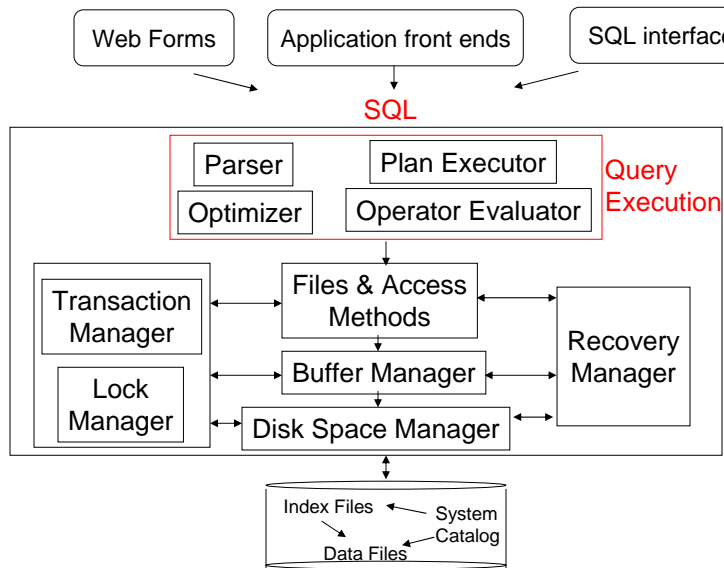 Web Forms
Application front ends
SQL interfac
SQL
Parser
Plan Executor
Optimizer
Operator Evaluator
Query
Execution
Transaction
Manager
Lock
Manager
Files & Access
Methods
Buffer Manager
Disk Space Manager
Recovery
Manager
Index Files
System
Catalog
Data Files